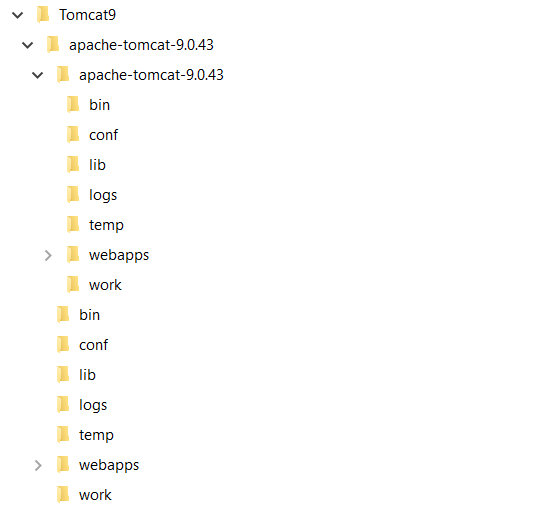 Tomcat9
apache-tomcat-9.0.43
apache-tomcat-9.0.43
bin
conf
lib
logs
temp
webapps
work
bin
conf
lib
logs
temp
webapps
work